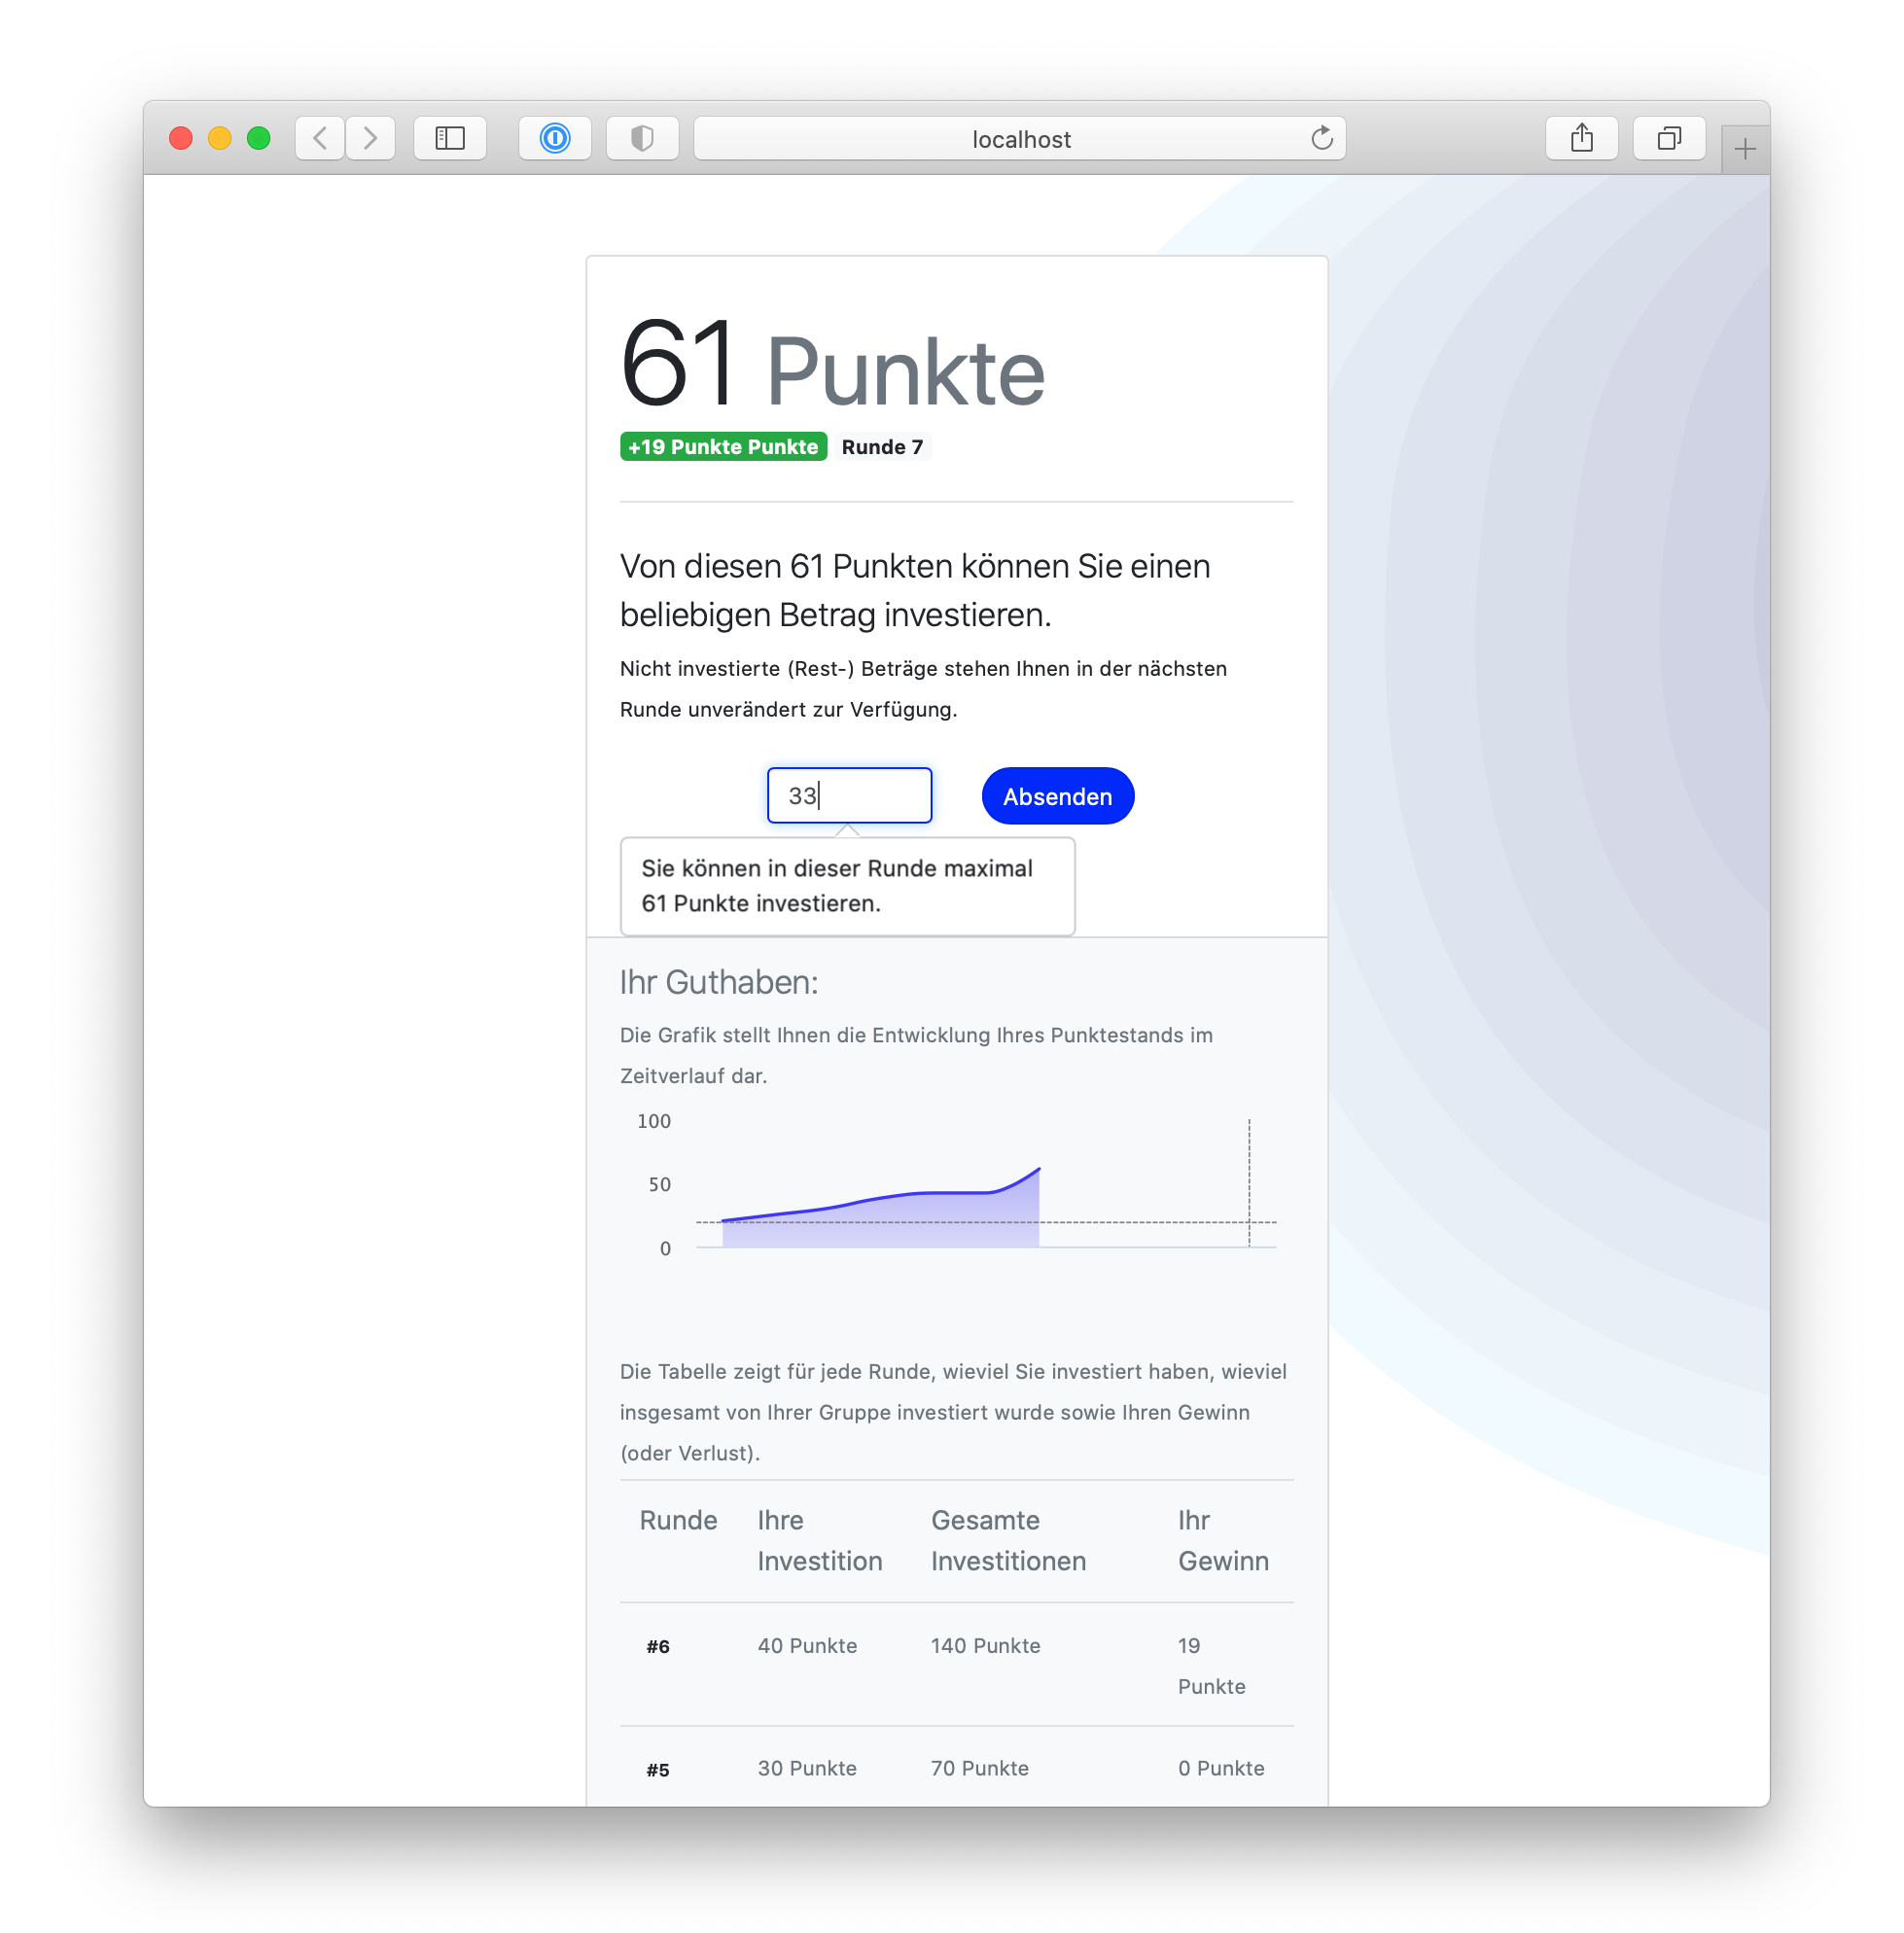 localhost
61 Punkte
+19 Punkte Punkte Runde 7
Von diesen 61 Punkten können Sie einen
beliebigen Betrag investieren.
Nicht investierte (Rest-) Beträge stehen Ihnen in der nächsten
Runde unverändert zur Verfügung.
33 Absenden
Sie können in dieser Runde maximal
61 Punkte investieren.
Ihr Guthaben:
Die Grafik stellt Ihnen die Entwicklung Ihres Punktestands im
Zeitverlauf dar.
100
50
0
Die Tabelle zeigt für jede Runde, wieviel Sie investiert haben, wieviel
insgesamt von Ihrer Gruppe investiert wurde sowie Ihren Gewinn
(oder Verlust).
Runde Ihre Gesamte Ihr
Investition Investitionen Gewinn
#6 40 Punkte 140 Punkte 19
Punkte
#5 30 Punkte 70 Punkte 0 Punkte